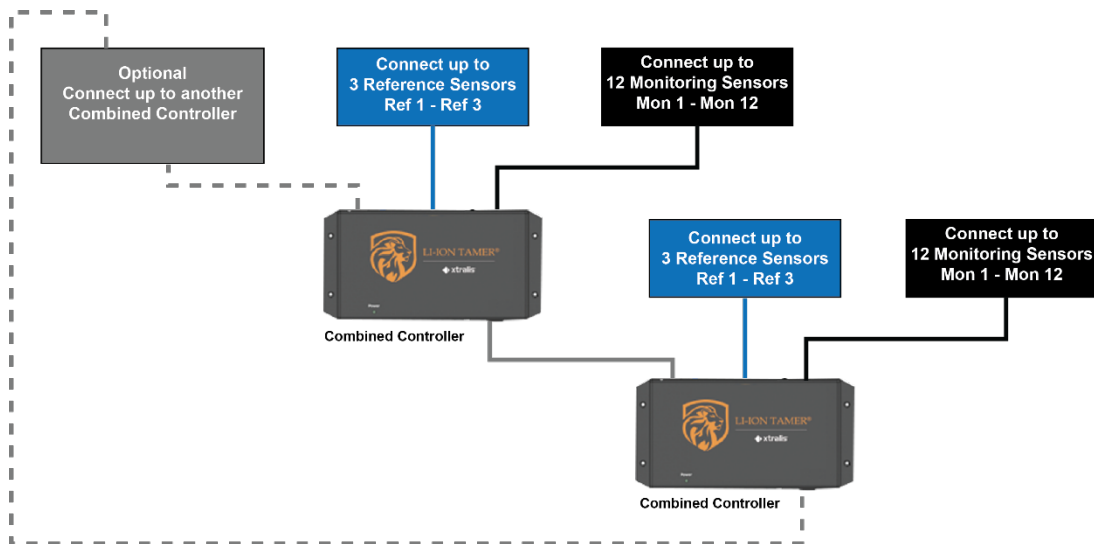 Optional
Connect up to another
Combined Controller
Connect up to
3 Reference Sensors
Ref 1 - Ref 3
Connect up to
12 Monitoring Sensors
Mon 1 - Mon 12
LI-ION TAMER®
xtralis
Power
Combined Controller
Connect up to
3 Reference Sensors
Ref 1 - Ref 3
Connect up to
12 Monitoring Sensors
Mon 1 - Mon 12
LI-ION TAMER®
xtralis
Power
Combined Controller